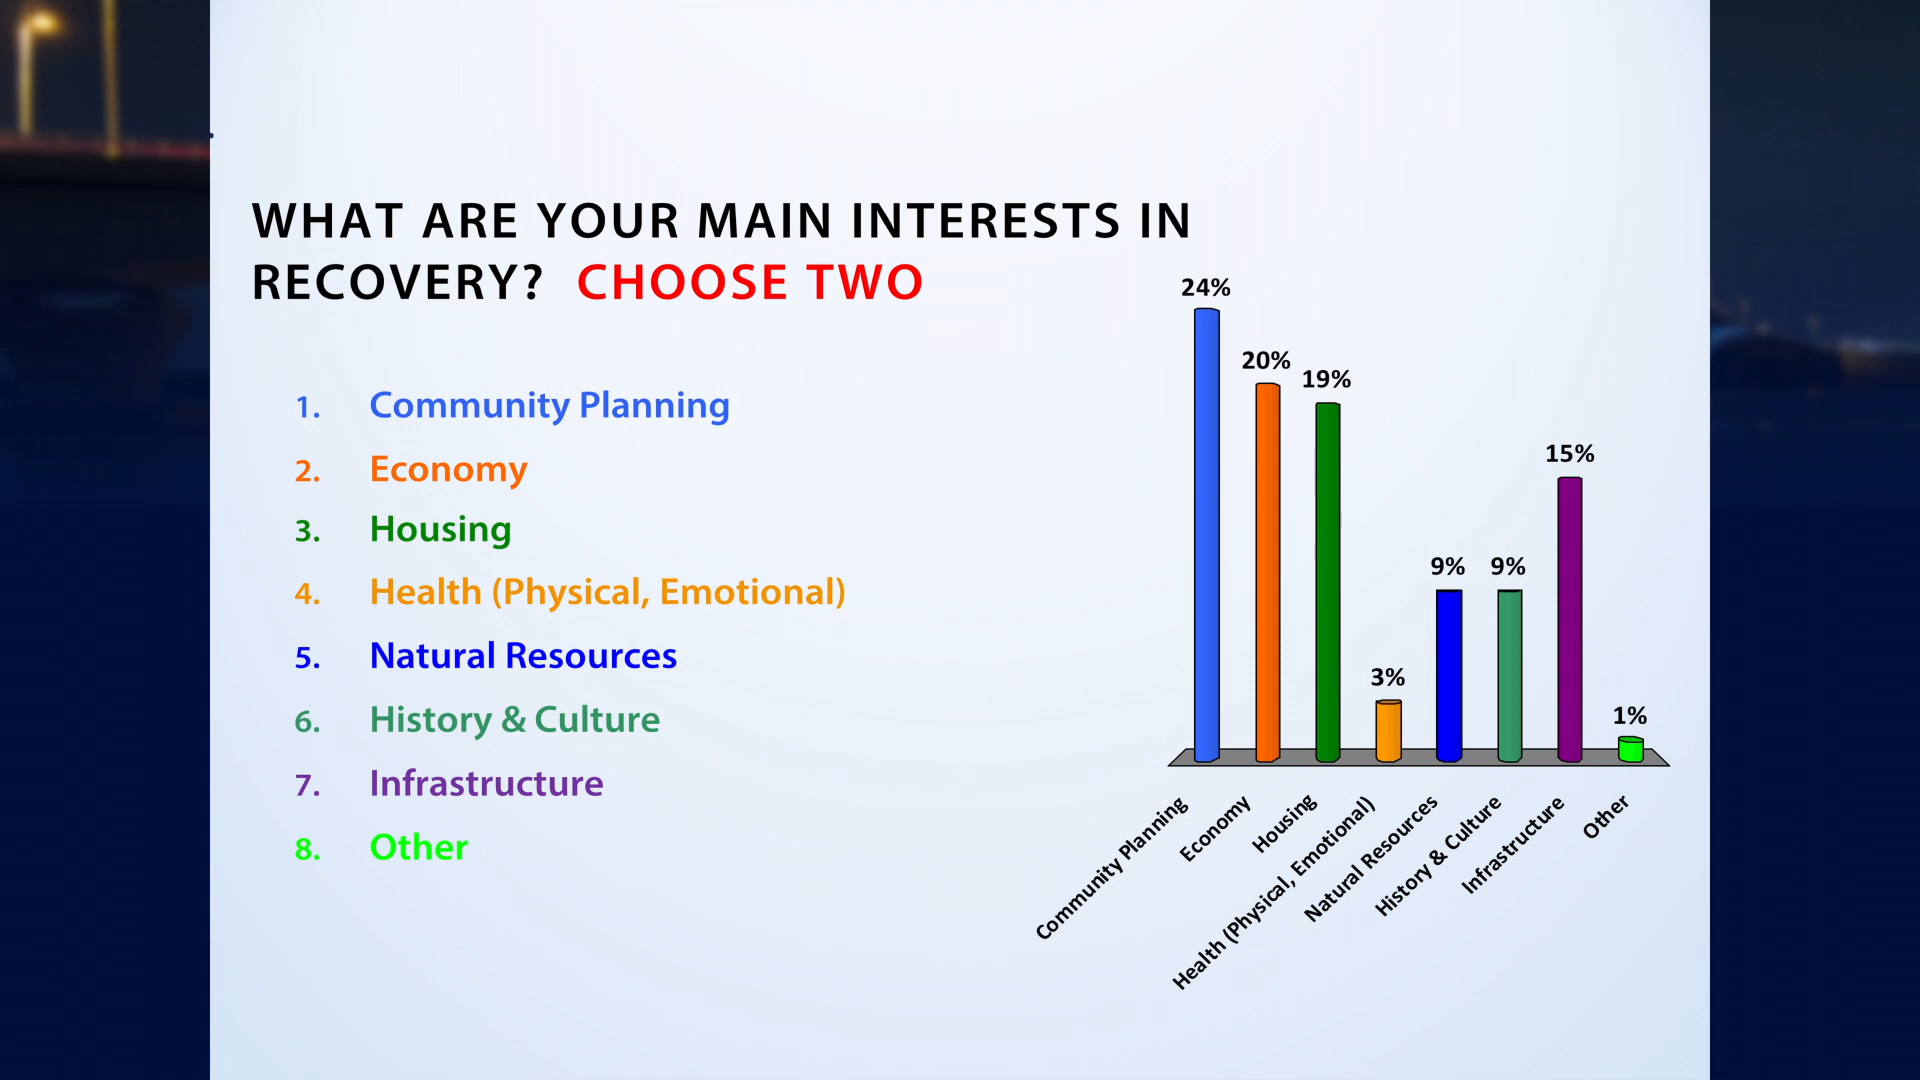 WHAT ARE YOUR MAIN INTERESTS IN
RECOVERY? CHOOSE TWO
1. Community Planning
2. Economy
3. Housing
4. Health (Physical, Emotional)
5. Natural Resources
6. History & Culture
7. Infrastructure
8. Other
24%
20%
19%
3%
9%
9%
15%
1%
Community Planning
Economy
Housing
Health (Physical, Emotional)
Natural Resources
History & Culture
Infrastructure
Other